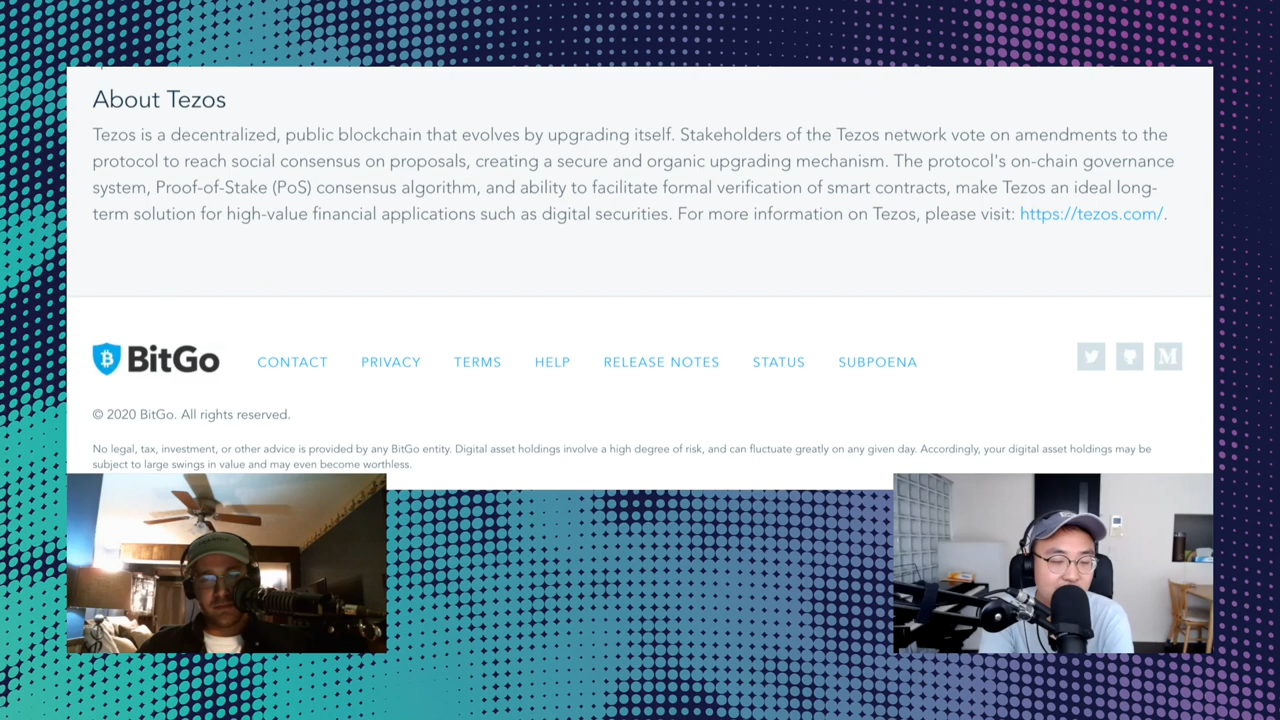 About Tezos
Tezos is a decentralized, public blockchain that evolves by upgrading itself. Stakeholders of the Tezos network vote on amendments to the
protocol to reach social consensus on proposals, creating a secure and organic upgrading mechanism. The protocol's on-chain governance
system, Proof-of-Stake (PoS) consensus algorithm, and ability to facilitate formal verification of smart contracts, make Tezos an ideal long-
term solution for high-value financial applications such as digital securities. For more information on Tezos, please visit: https://tezos.com/.
BitGo CONTACT PRIVACY TERMS HELP RELEASE NOTES STATUS SUBPOENA
© 2020 BitGo. All rights reserved.
No legal, tax, investment, or other advice is provided by any BitGo entity. Digital asset holdings involve a high degree of risk, and can fluctuate greatly on any given day. Accordingly, your digital asset holdings may be
subject to large swings in value and may even become worthless.